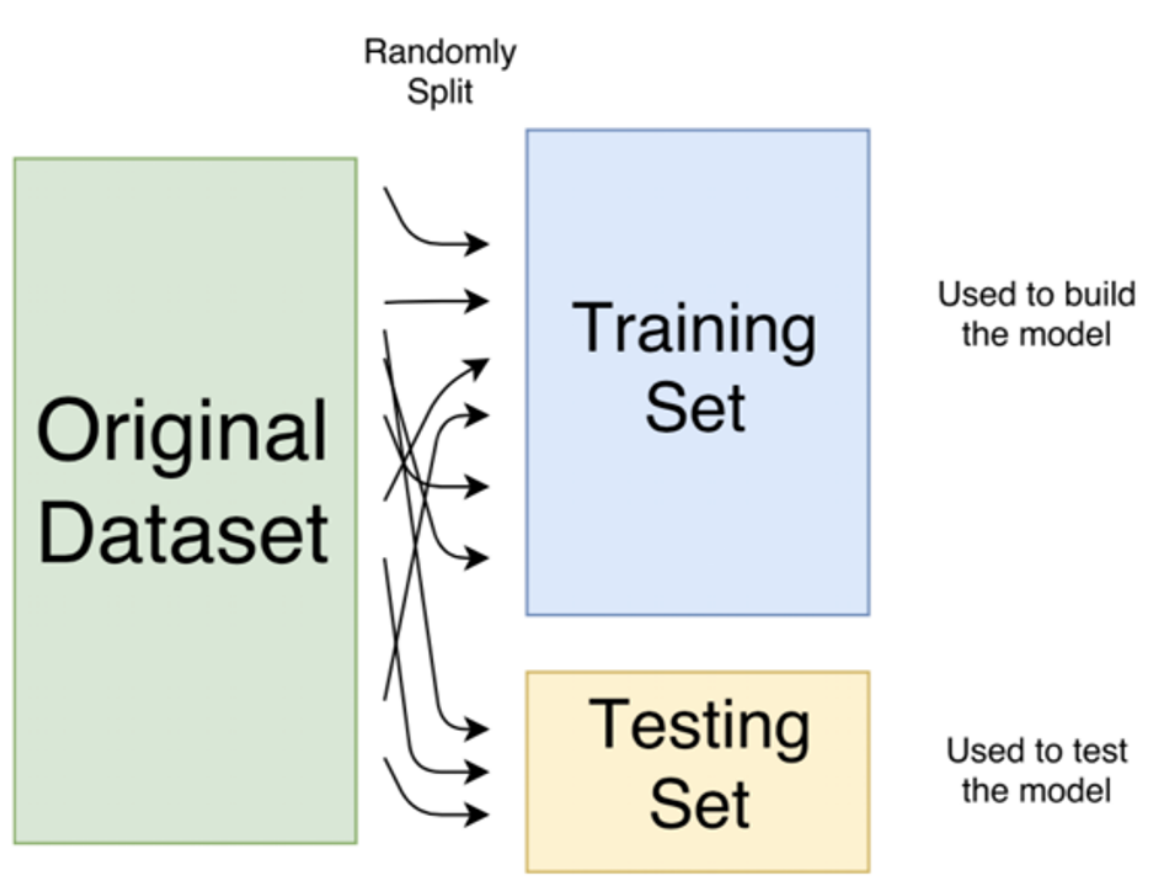 Randomly
Split
Original
Dataset
Training
Set
Used to build
the model
Testing
Set
Used to test
the model